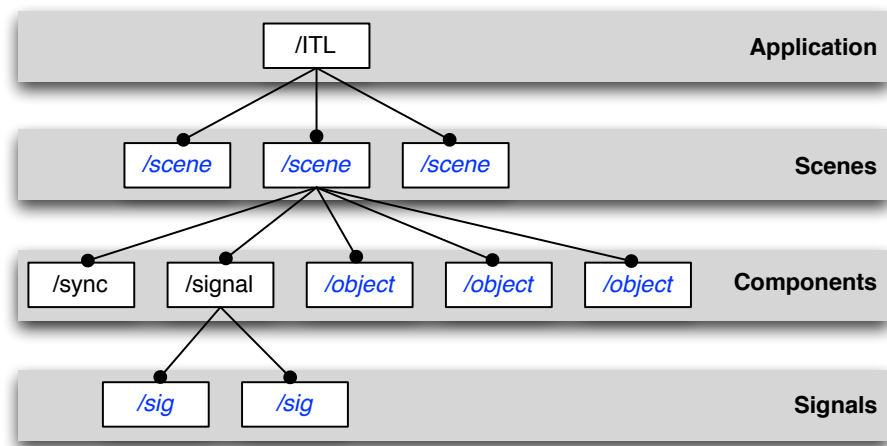 /ITL
Application
/scene /scene /scene
Scenes
/sync /signal /object /object /object
Components
/sig /sig
Signals